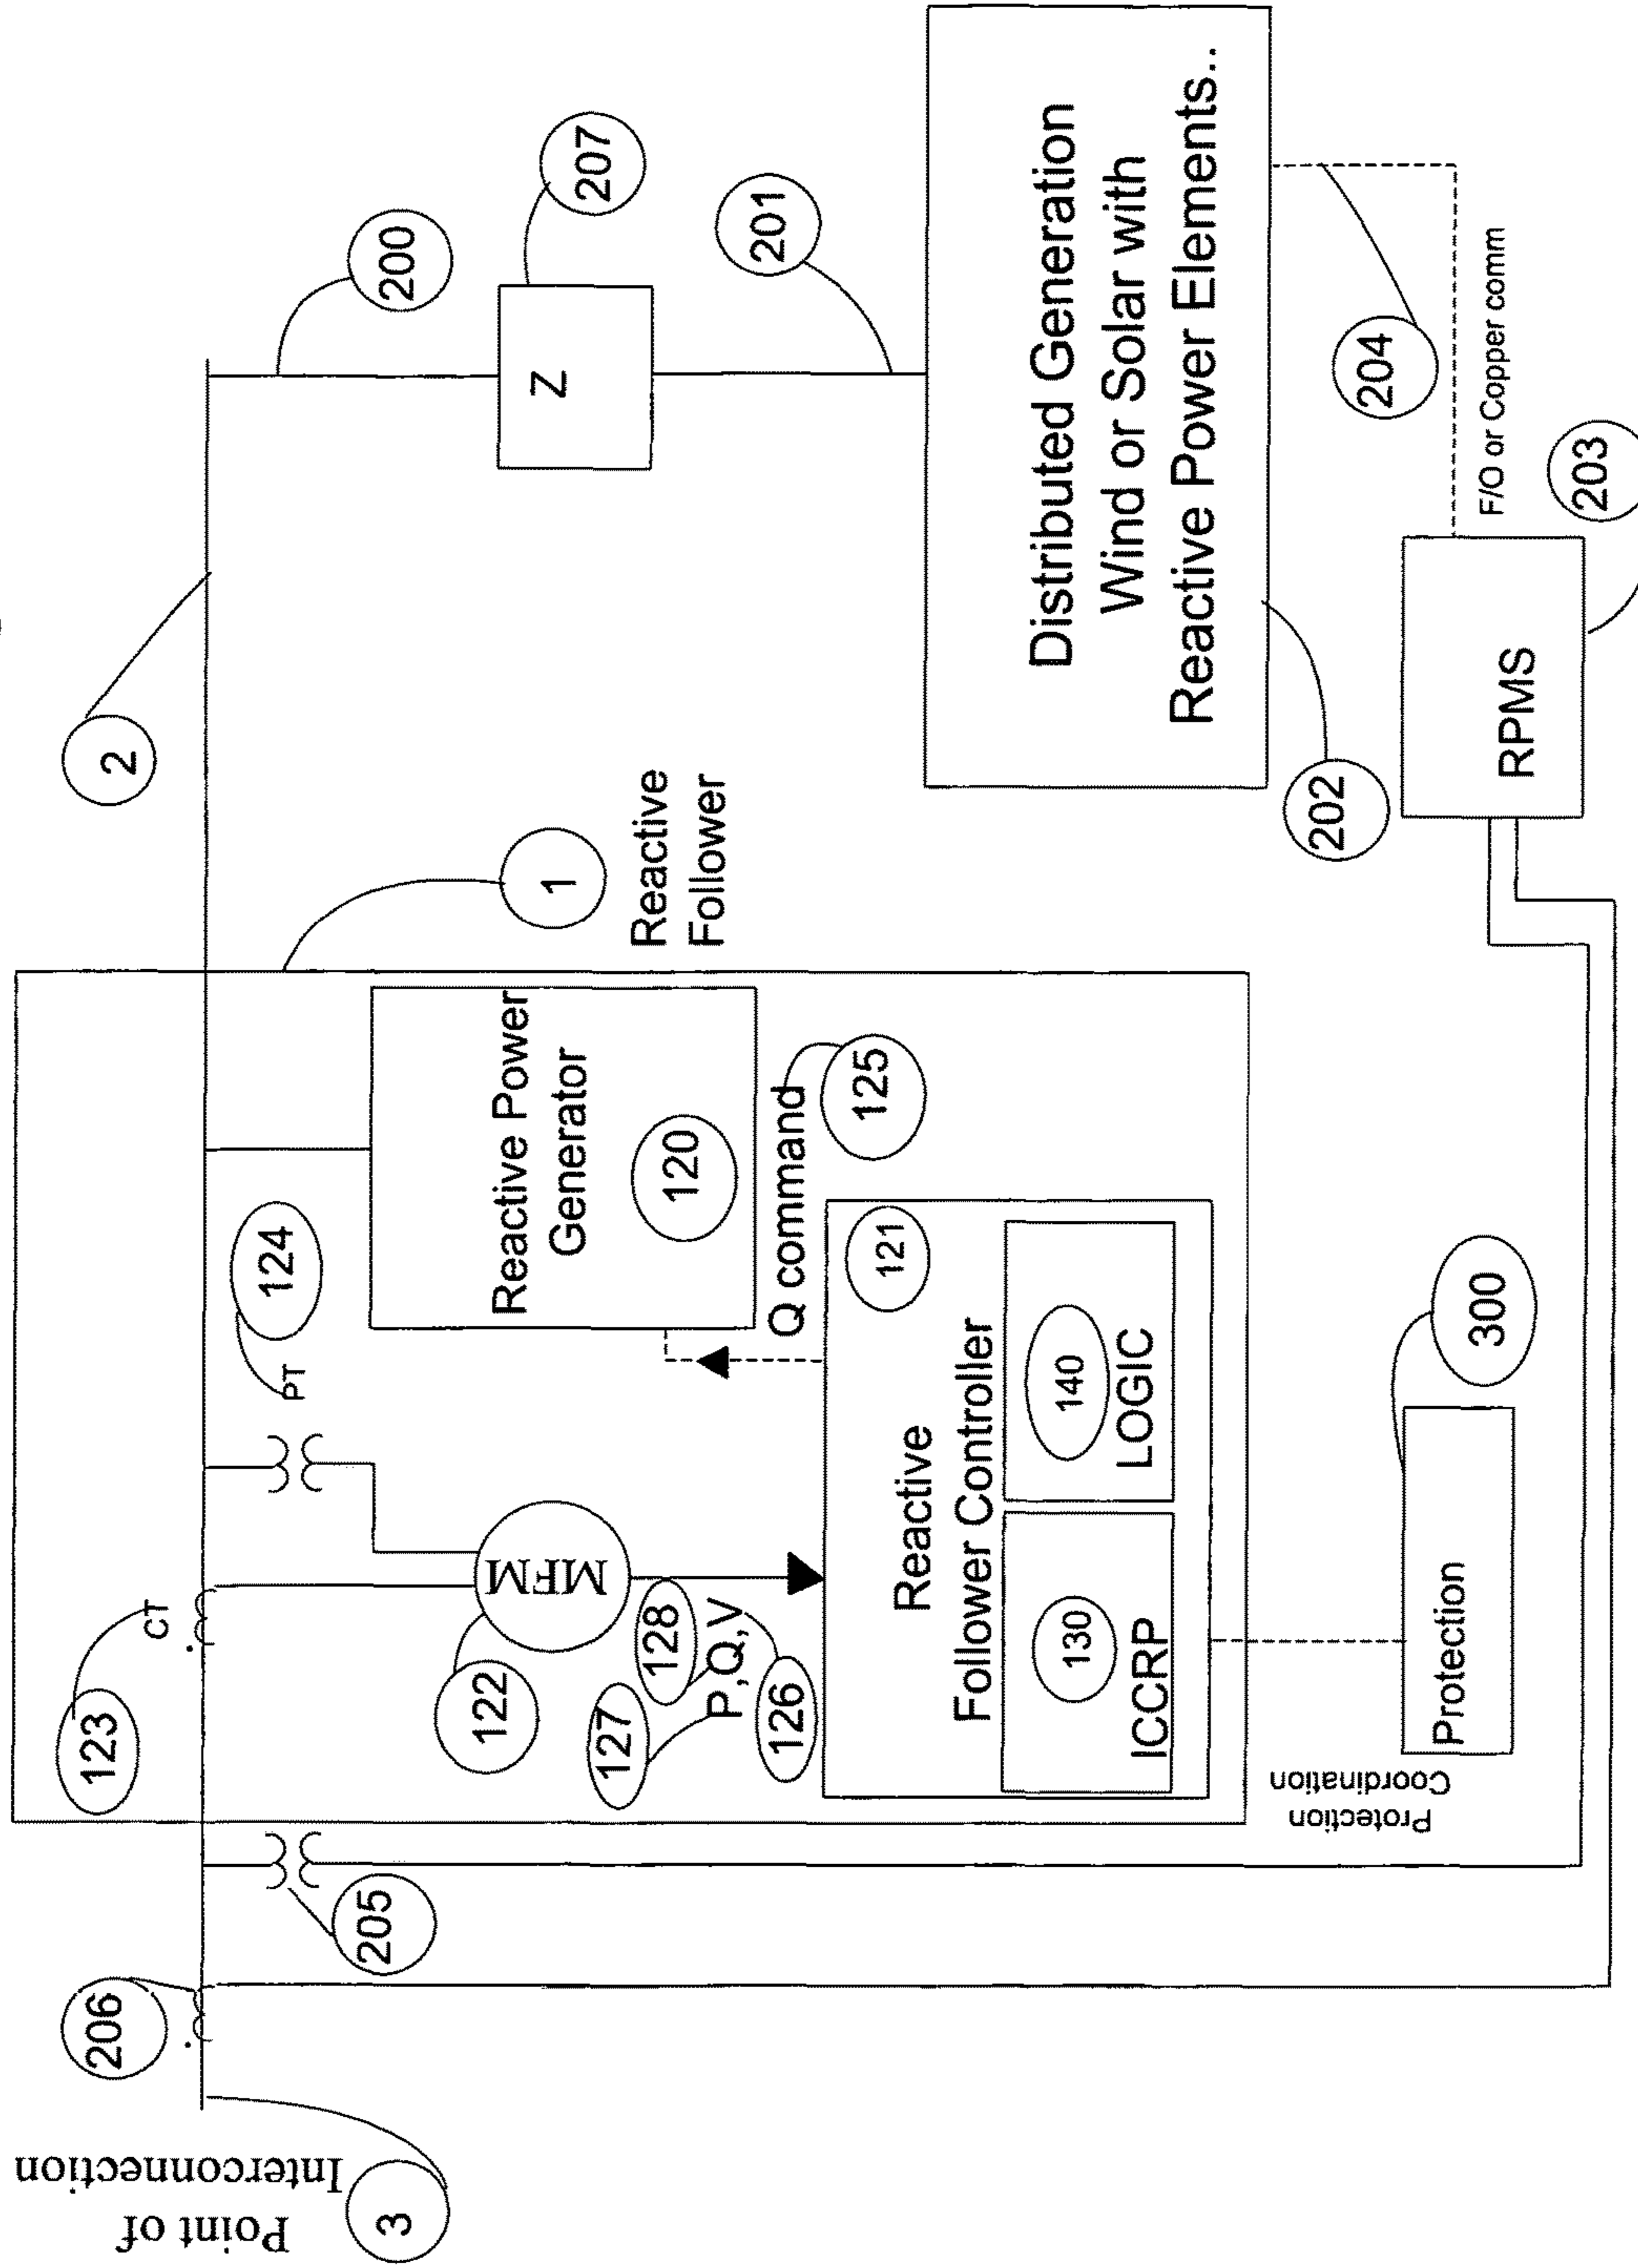 Point of
Interconnection
3
206
205
123
CT
PT
124
122
MFM
127
128
P,Q,V
126
Reactive Power
Generator
120
Q command
125
Reactive
Follower Controller
121
130
ICCRP
140
LOGIC
Protection
Coordination
Protection
300
1
Reactive
Follower
2
200
207
Z
201
Distributed Generation
Wind or Solar with
Reactive Power Elements..
202
204
F/O or Copper comm
RPMS
203